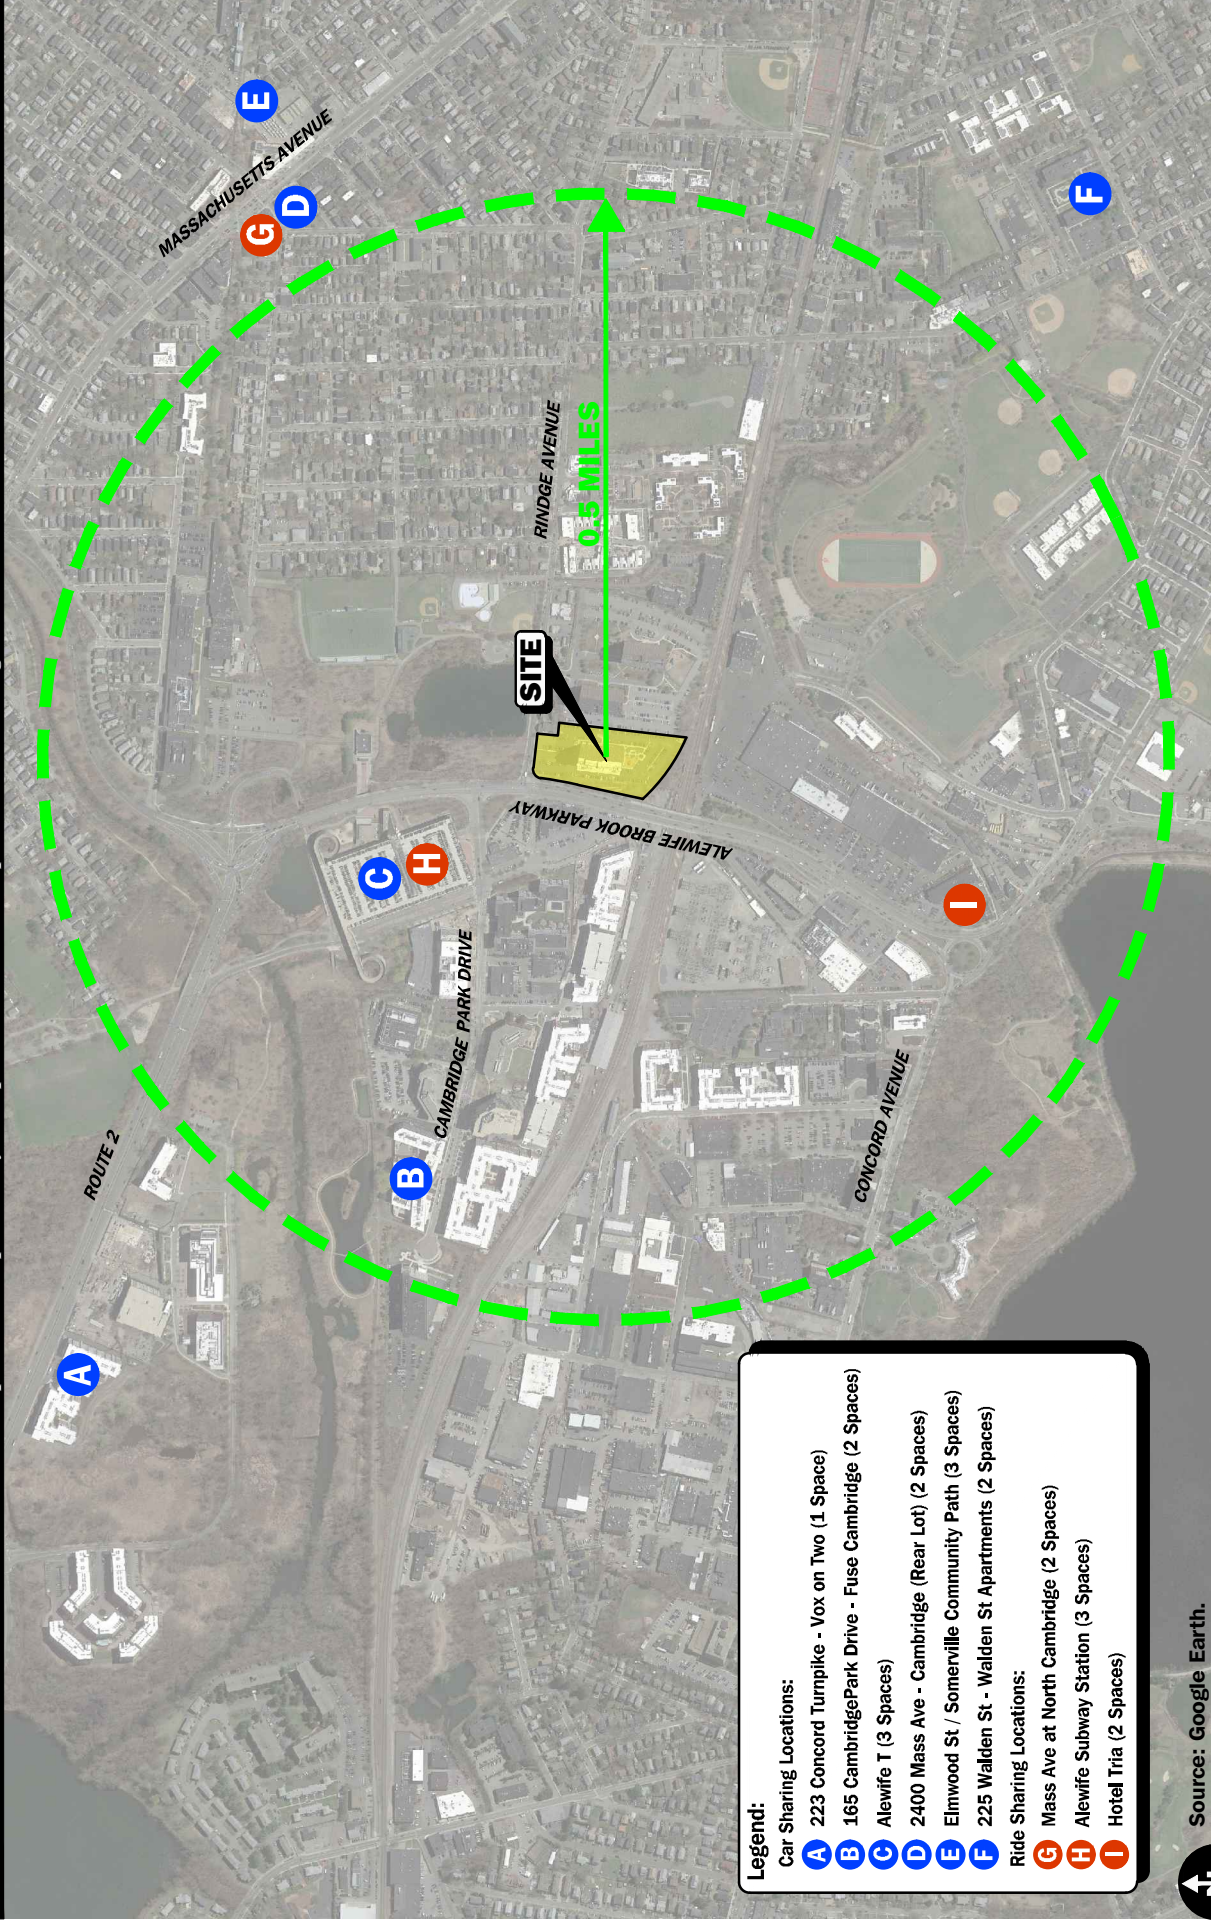 MASSACHUSETTS AVENUE
E
D
G
F
RINDGE AVENUE
0.5 MILES
SITE
ALEWIFE BROOK PARKWAY
C
H
I
CAMBRIDGE PARK DRIVE
ROUTE 2
B
CONCORD AVENUE
A
Legend:
Car Sharing Locations:
A 223 Concord Turnpike - Vox on Two (1 Space)
B 165 CambridgePark Drive - Fuse Cambridge (2 Spaces)
C Alewife T (3 Spaces)
D 2400 Mass Ave - Cambridge (Rear Lot) (2 Spaces)
E Elmwood St / Somerville Community Path (3 Spaces)
F 225 Walden St - Walden St Apartments (2 Spaces)
Ride Sharing Locations:
G Mass Ave at North Cambridge (2 Spaces)
H Alewife Subway Station (3 Spaces)
I Hotel Tria (2 Spaces)
Source: Google Earth.